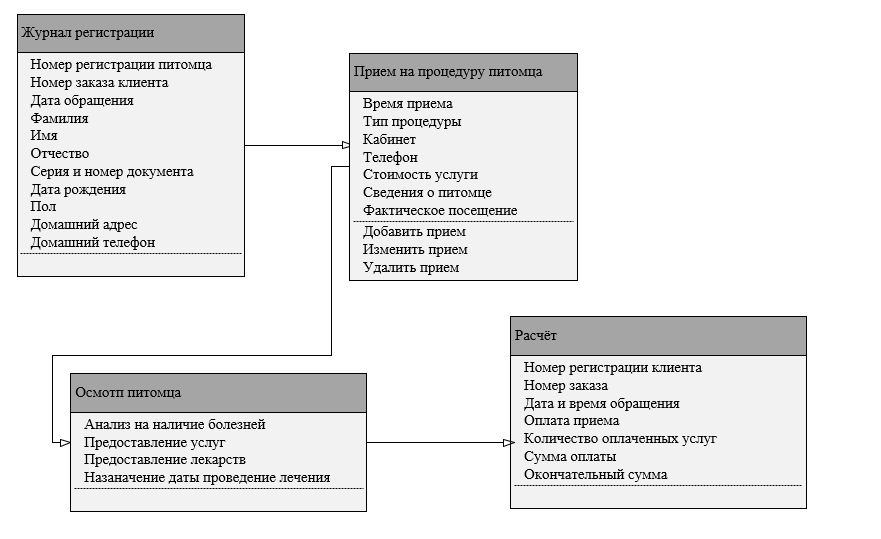 Журнал регистрации
Номер регистрации питомца
Номер заказа клиента
Дата обращения
Фамилия
Имя
Отчество
Серия и номер документа
Дата рождения
Пол
Домашний адрес
Домашний телефон
Прием на процедуру питомца
Время приема
Тип процедуры
Кабинет
Телефон
Стоимость услуги
Сведения о питомце
Фактическое посещение
Добавить прием
Изменить прием
Удалить прием
Осмотп питомца
Анализ на наличие болезней
Предоставление услуг
Предоставление лекарств
Назаначение даты проведение лечения
Расчёт
Номер регистрации клиента
Номер заказа
Дата и время обращения
Оплата приема
Количество оплаченных услуг
Сумма оплаты
Окончательный сумма